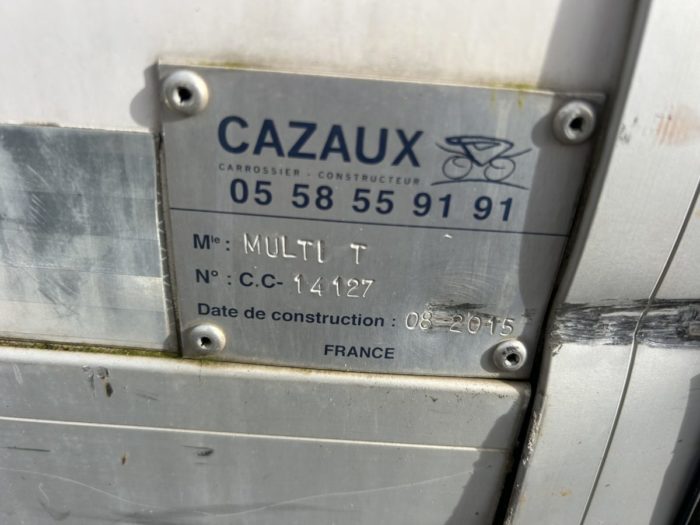 CAZAUX
CARROSSIER - CONSTRUCTEUR
05 58 55 91 91
Mle : MULTI T
N° : C.C- 14127
Date de construction : 08-2015
FRANCE